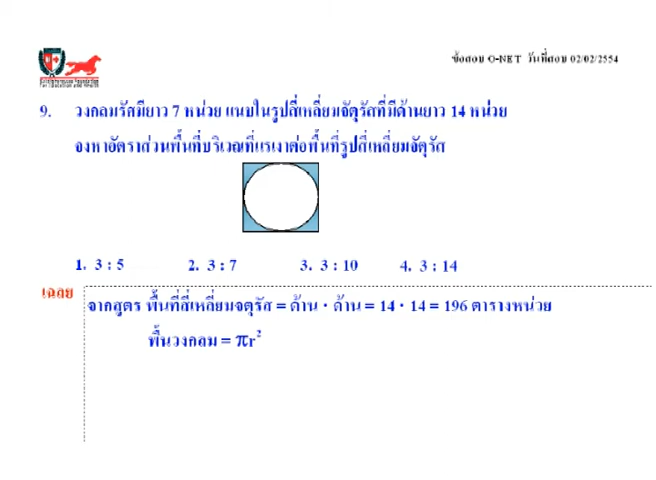 ข้อสอบ O-NET วันที่สอบ 02/02/2554
9. วงกลมรัศมียาว 7 หน่วย แนบในรูปสี่เหลี่ยมจัตุรัสที่มีด้านยาว 14 หน่วย
จงหาอัตราส่วนพื้นที่บริเวณที่แรเงาต่อพื้นที่รูปสี่เหลี่ยมจัตุรัส
1. 3 : 5 2. 3 : 7 3. 3 : 10 4. 3 : 14
เฉลย
จากสูตร พื้นที่สี่เหลี่ยมจตุรัส = ด้าน · ด้าน = 14 · 14 = 196 ตารางหน่วย
พื้นวงกลม = πr²